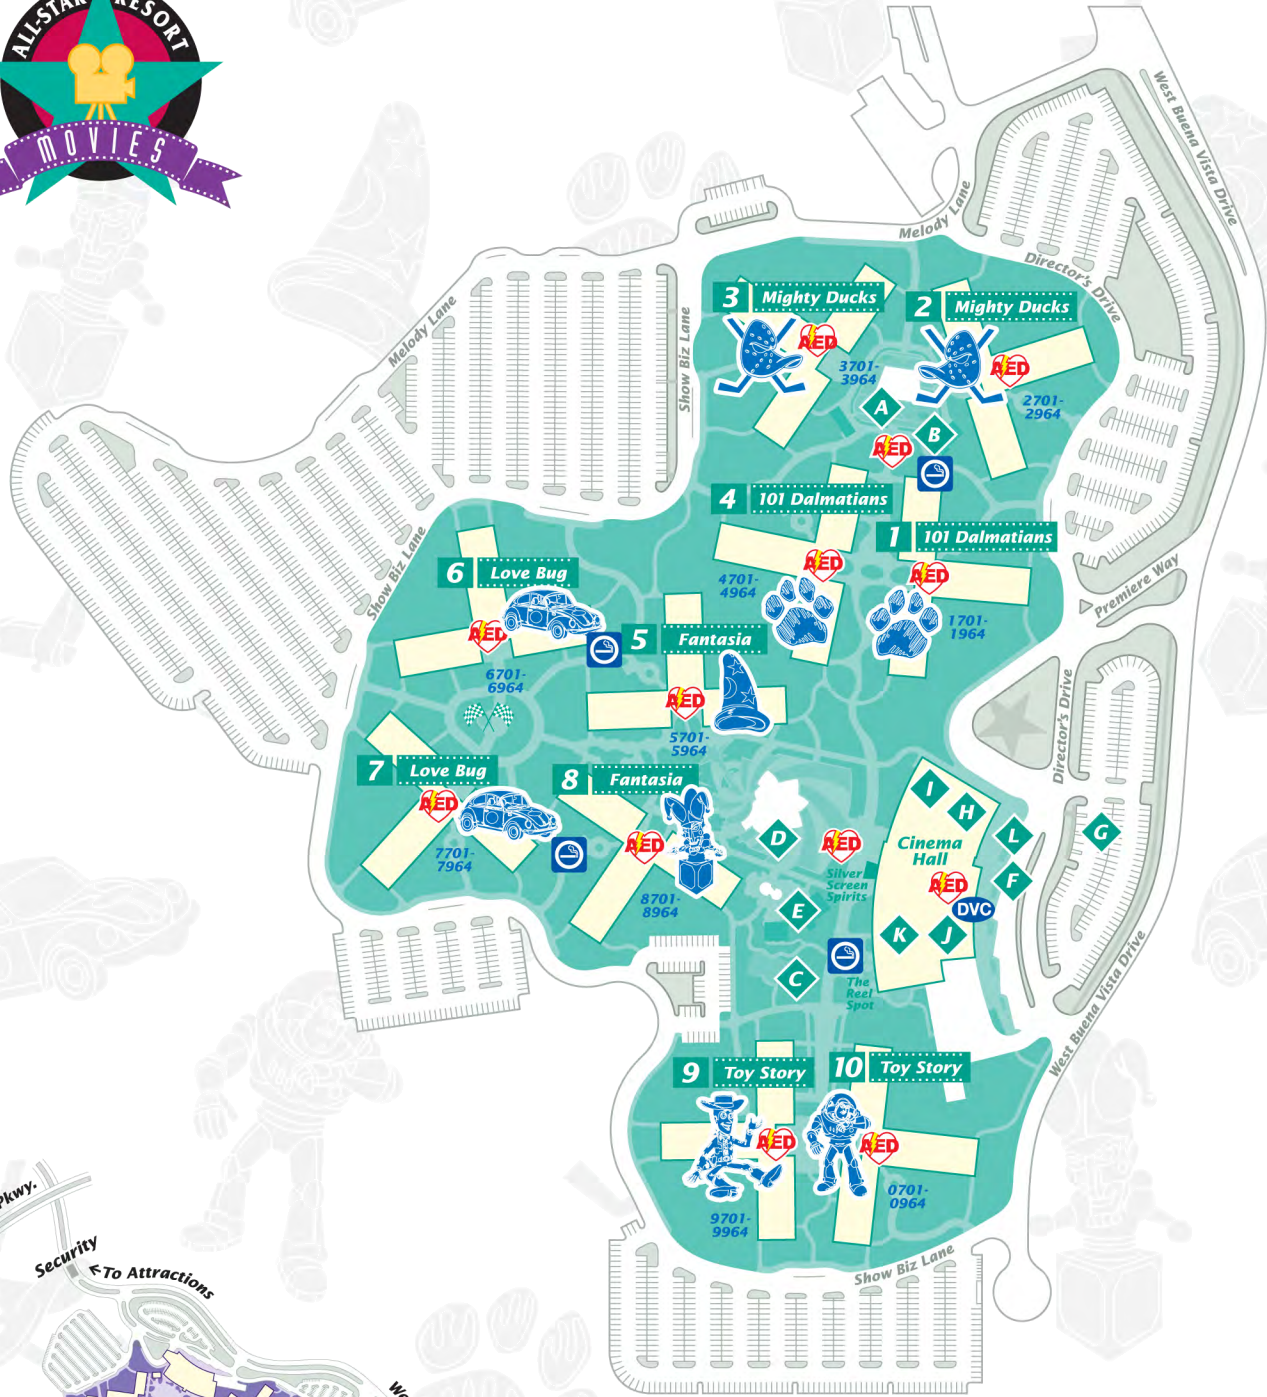 ALL-STAR RESORT
MOVIES
West Buena Vista Drive
Melody Lane
Director's Drive
Melody Lane
Show Biz Lane
3 Mighty Ducks
2 Mighty Ducks
AED
AED
3701-
3964
2701-
2964
A
B
AED
4 101 Dalmatians
1 101 Dalmatians
AED
AED
4701-
4964
1701-
1964
Premiere Way
Show Biz Lane
6 Love Bug
AED
6701-
6964
5 Fantasia
AED
5701-
5964
Director's Drive
7 Love Bug
AED
7701-
7964
8 Fantasia
AED
8701-
8964
D
AED
Silver
Screen
Spirits
E
C
The
Reel
Spot
I
H
Cinema
Hall
AED
DVC
K
J
L
F
G
West Buena Vista Drive
9 Toy Story
10 Toy Story
AED
AED
9701-
9964
0701-
0964
Show Biz Lane
Pkwy.
Security
To Attractions